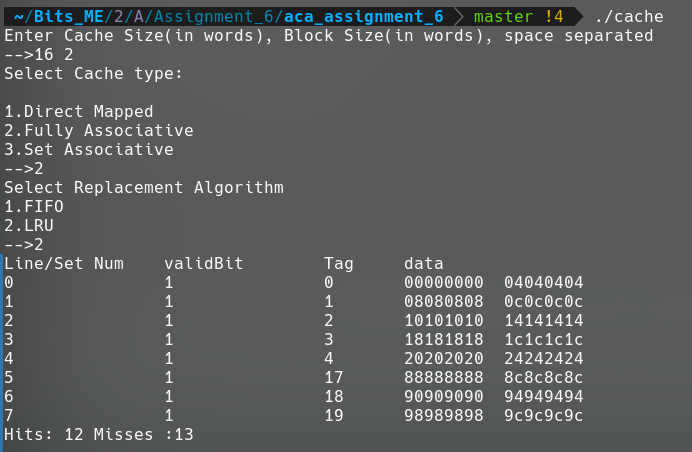 ~/Bits_ME/2/A/Assignment_6/aca_assignment_6 master !4 ./cache
Enter Cache Size(in words), Block Size(in words), space separated
-->16 2
Select Cache type:
1.Direct Mapped
2.Fully Associative
3.Set Associative
-->2
Select Replacement Algorithm
1.FIFO
2.LRU
-->2
Line/Set Num validBit Tag data
0 1 0 00000000 04040404
1 1 1 08080808 0c0c0c0c
2 1 2 10101010 14141414
3 1 3 18181818 1c1c1c1c
4 1 4 20202020 24242424
5 1 17 88888888 8c8c8c8c
6 1 18 90909090 94949494
7 1 19 98989898 9c9c9c9c
Hits: 12 Misses :13